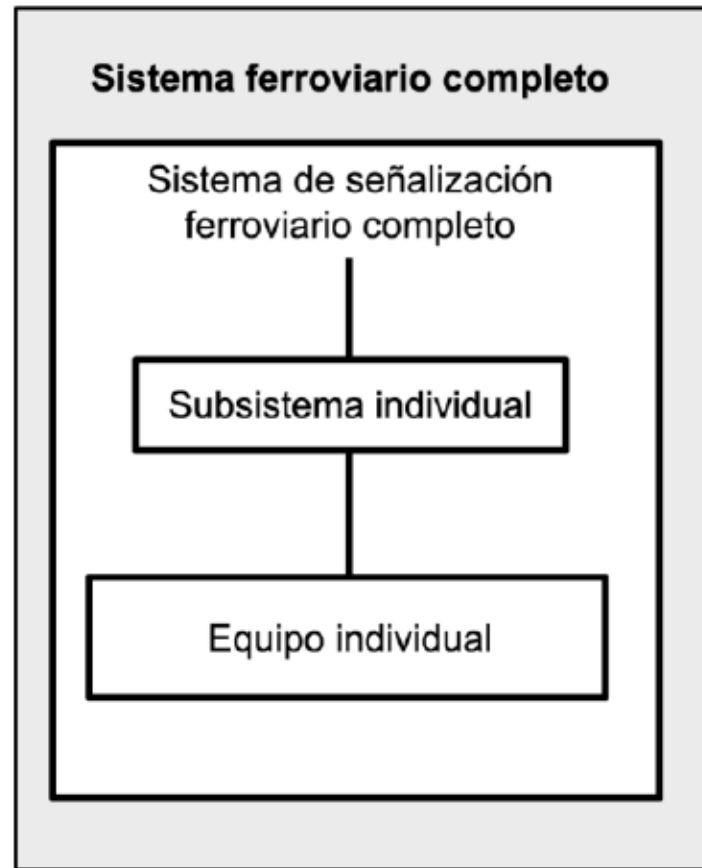 Sistema ferroviario completo
Sistema de señalización
ferroviario completo
Subsistema individual
Equipo individual